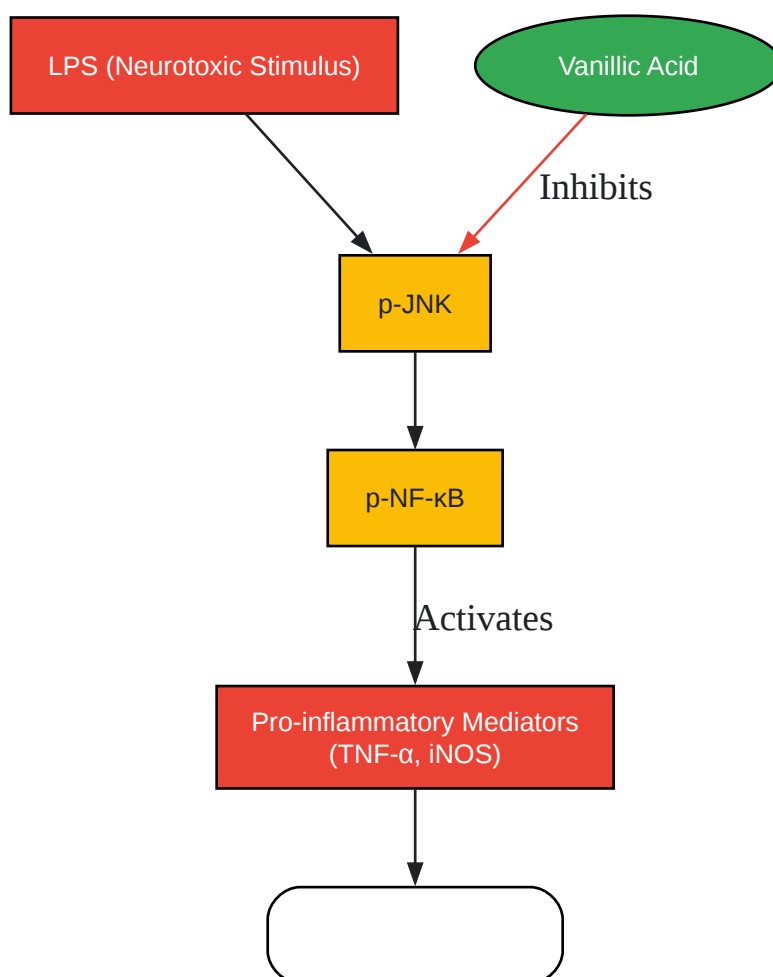 LPS (Neurotoxic Stimulus)
Vanillic Acid
Inhibits
p-JNK
p-NF-κB
Activates
Pro-inflammatory Mediators
(TNF-α, iNOS)